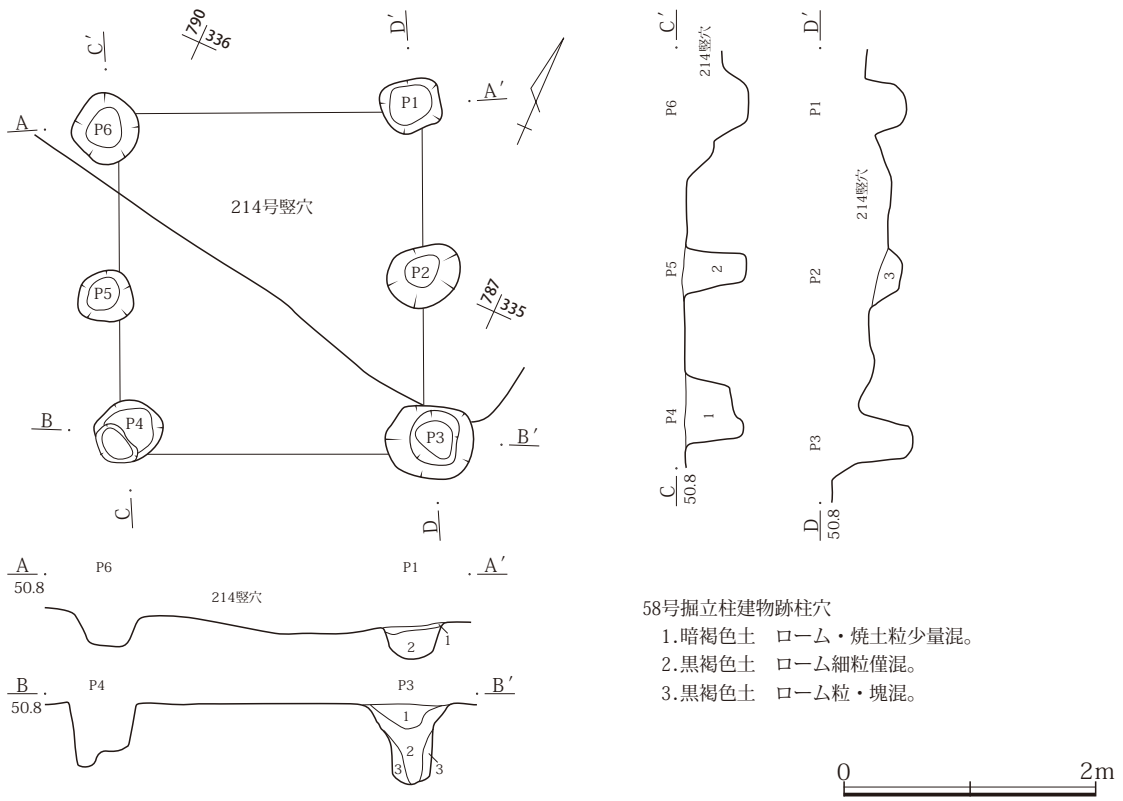 790
336
C′
D′
A
A′
P6
P1
214号竪穴
P5
P2
787
335
B
B′
P4
P3
C
D
A
50.8
P6
P1
A′
214竪穴
1
2
B
50.8
P4
P3
B′
1
2
3
3
C′
214竪穴
P6
P5
2
P4
1
C
50.8
D′
P1
214竪穴
P2
3
P3
D
50.8
58号掘立柱建物跡柱穴
1.暗褐色土　ローム・焼土粒少量混。
2.黒褐色土　ローム細粒僅混。
3.黒褐色土　ローム粒・塊混。
0
2m